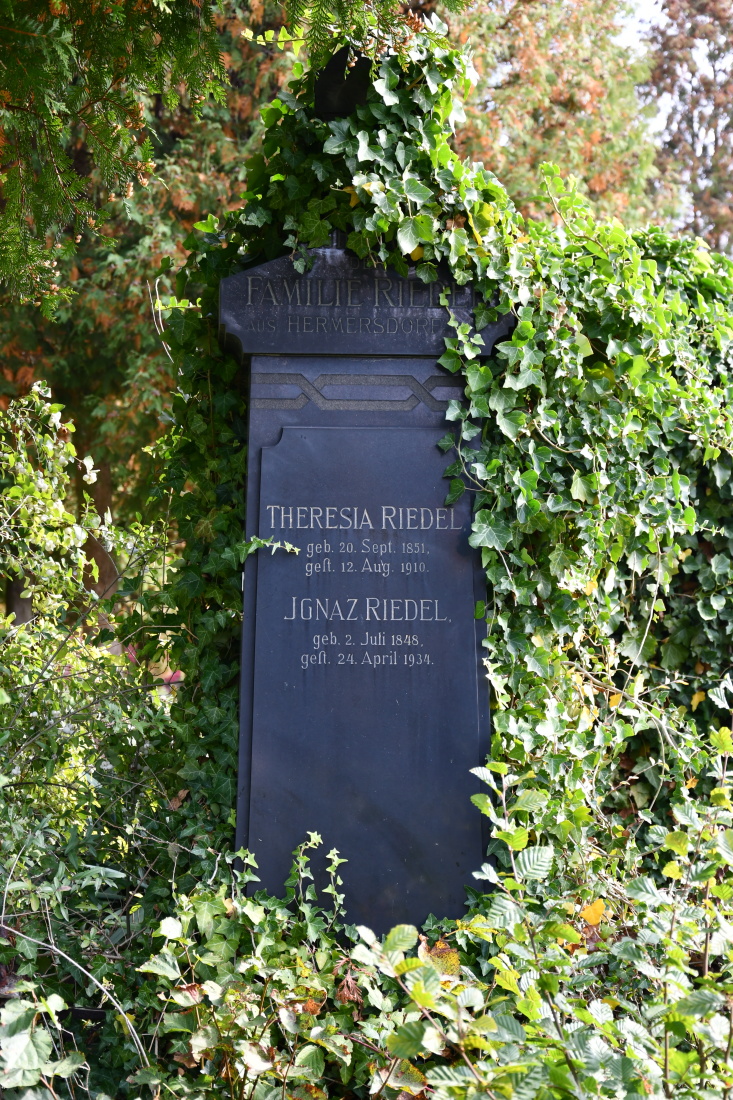 FAMILIE RIEDEL
AUS HERMERSDORF
THERESIA RIEDEL,
geb. 20. Sept. 1851,
gest. 12. Aug. 1910.
JGNAZ RIEDEL,
geb. 2. Juli 1848,
gest. 24. April 1934.